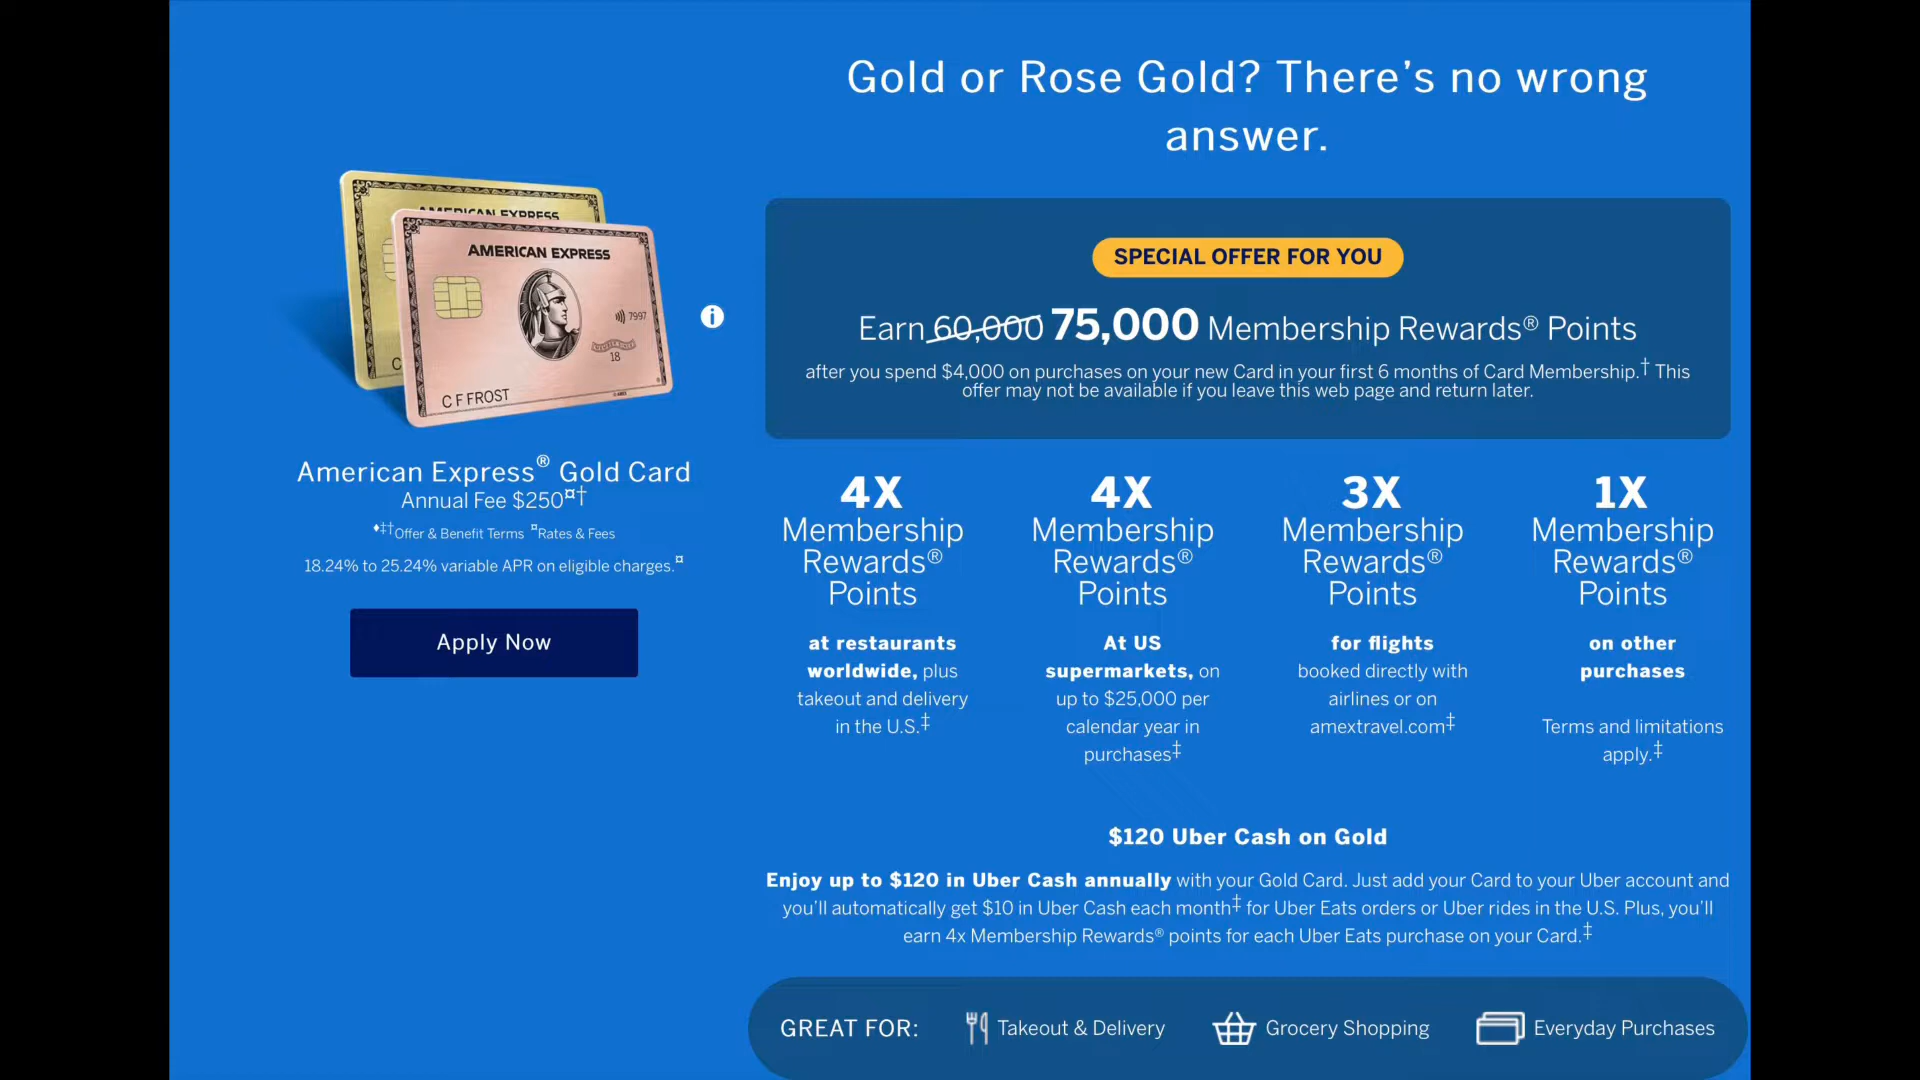 Gold or Rose Gold? There's no wrong
answer.
AMERICAN EXPRESS
AMERICAN EXPRESS
7997
MEMBER SINCE
18
C
C F FROST
American Express® Gold Card
Annual Fee $250¤†
♦‡†Offer & Benefit Terms ¤Rates & Fees
18.24% to 25.24% variable APR on eligible charges.¤
Apply Now
SPECIAL OFFER FOR YOU
Earn 60,000 75,000 Membership Rewards® Points
after you spend $4,000 on purchases on your new Card in your first 6 months of Card Membership.† This
offer may not be available if you leave this web page and return later.
4X
Membership
Rewards®
Points
at restaurants
worldwide, plus
takeout and delivery
in the U.S.‡
4X
Membership
Rewards®
Points
At US
supermarkets, on
up to $25,000 per
calendar year in
purchases‡
3X
Membership
Rewards®
Points
for flights
booked directly with
airlines or on
amextravel.com‡
1X
Membership
Rewards®
Points
on other
purchases
Terms and limitations
apply.‡
$120 Uber Cash on Gold
Enjoy up to $120 in Uber Cash annually with your Gold Card. Just add your Card to your Uber account and
you'll automatically get $10 in Uber Cash each month‡ for Uber Eats orders or Uber rides in the U.S. Plus, you'll
earn 4x Membership Rewards® points for each Uber Eats purchase on your Card.‡
GREAT FOR: Takeout & Delivery Grocery Shopping Everyday Purchases